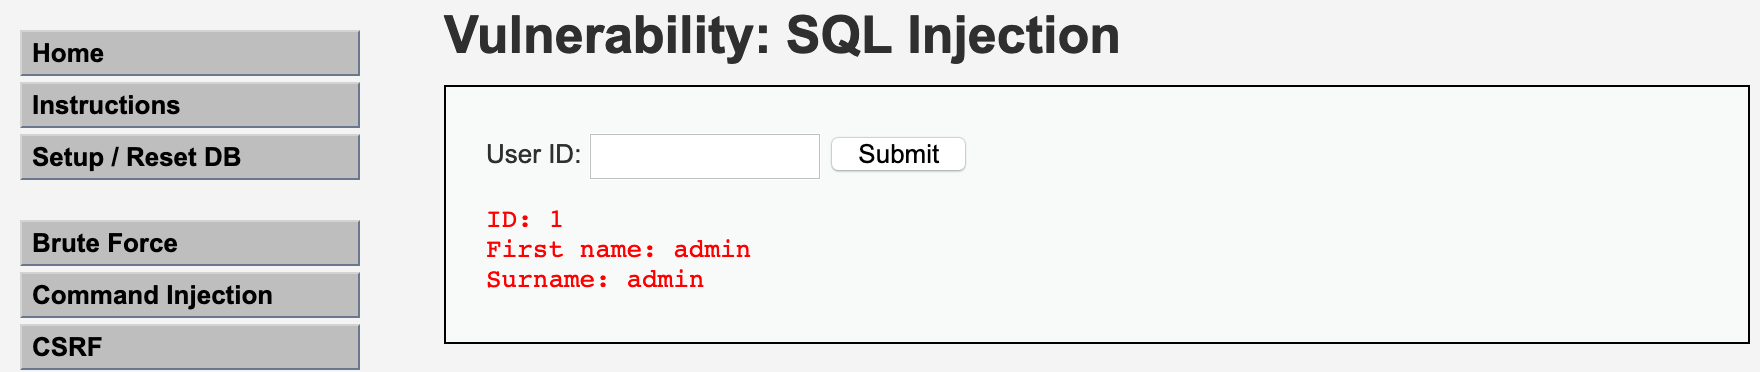 Home
Instructions
Setup / Reset DB
Brute Force
Command Injection
CSRF
Vulnerability: SQL Injection
User ID: Submit
ID: 1
First name: admin
Surname: admin